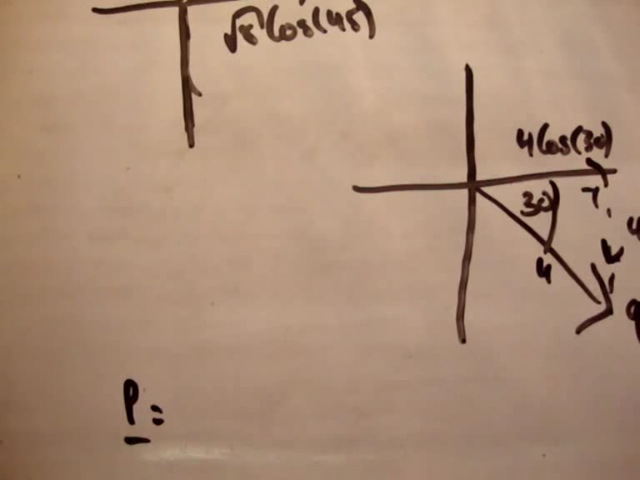 √8 Cos(45)
4Cos(30)
30
4
P =